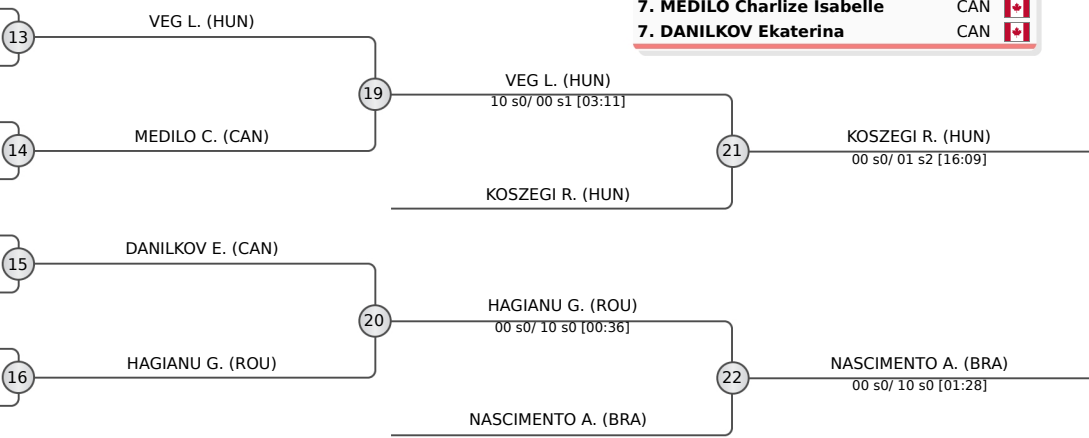 7. MEDILO Charlize Isabelle CAN
7. DANILKOV Ekaterina CAN
VEG L. (HUN)
13
19
VEG L. (HUN)
10 s0/ 00 s1 [03:11]
14
MEDILO C. (CAN)
21
KOSZEGI R. (HUN)
00 s0/ 01 s2 [16:09]
KOSZEGI R. (HUN)
DANILKOV E. (CAN)
15
20
HAGIANU G. (ROU)
00 s0/ 10 s0 [00:36]
16
HAGIANU G. (ROU)
22
NASCIMENTO A. (BRA)
00 s0/ 10 s0 [01:28]
NASCIMENTO A. (BRA)